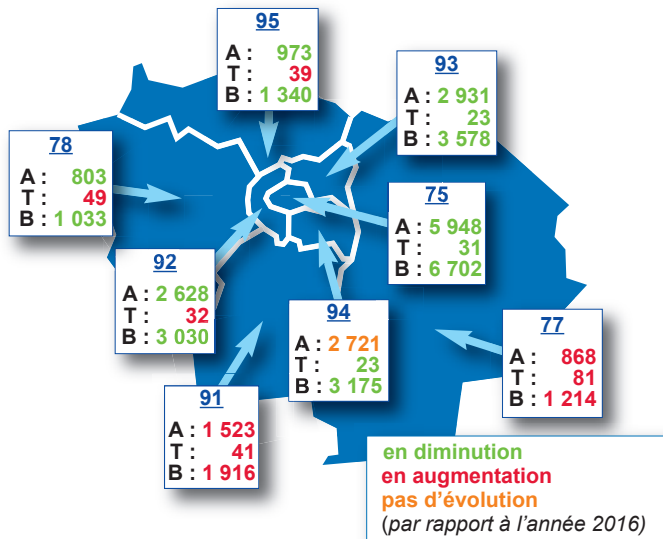 95
A : 973
T : 39
B : 1 340
93
A : 2 931
T : 23
B : 3 578
78
A : 803
T : 49
B : 1 033
75
A : 5 948
T : 31
B : 6 702
92
A : 2 628
T : 32
B : 3 030
94
A : 2 721
T : 23
B : 3 175
77
A : 868
T : 81
B : 1 214
91
A : 1 523
T : 41
B : 1 916
en diminution
en augmentation
pas d'évolution
(par rapport à l'année 2016)